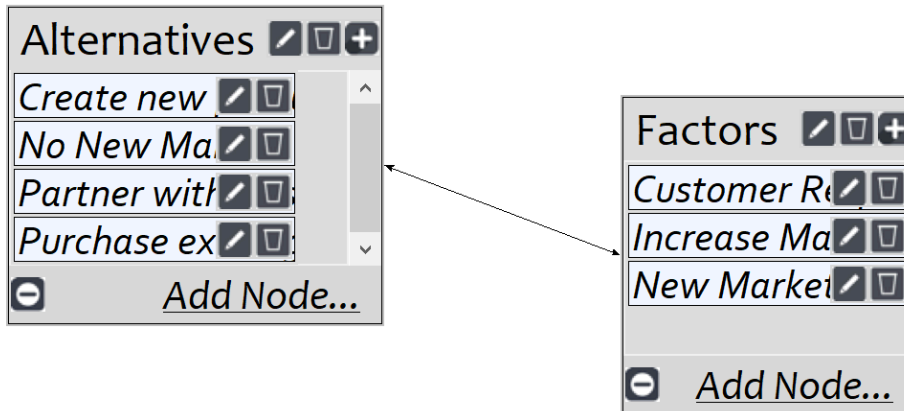 Alternatives
Create new
No New Ma
Partner with
Purchase ex
Add Node...
Factors
Customer Re
Increase Ma
New Market
Add Node...